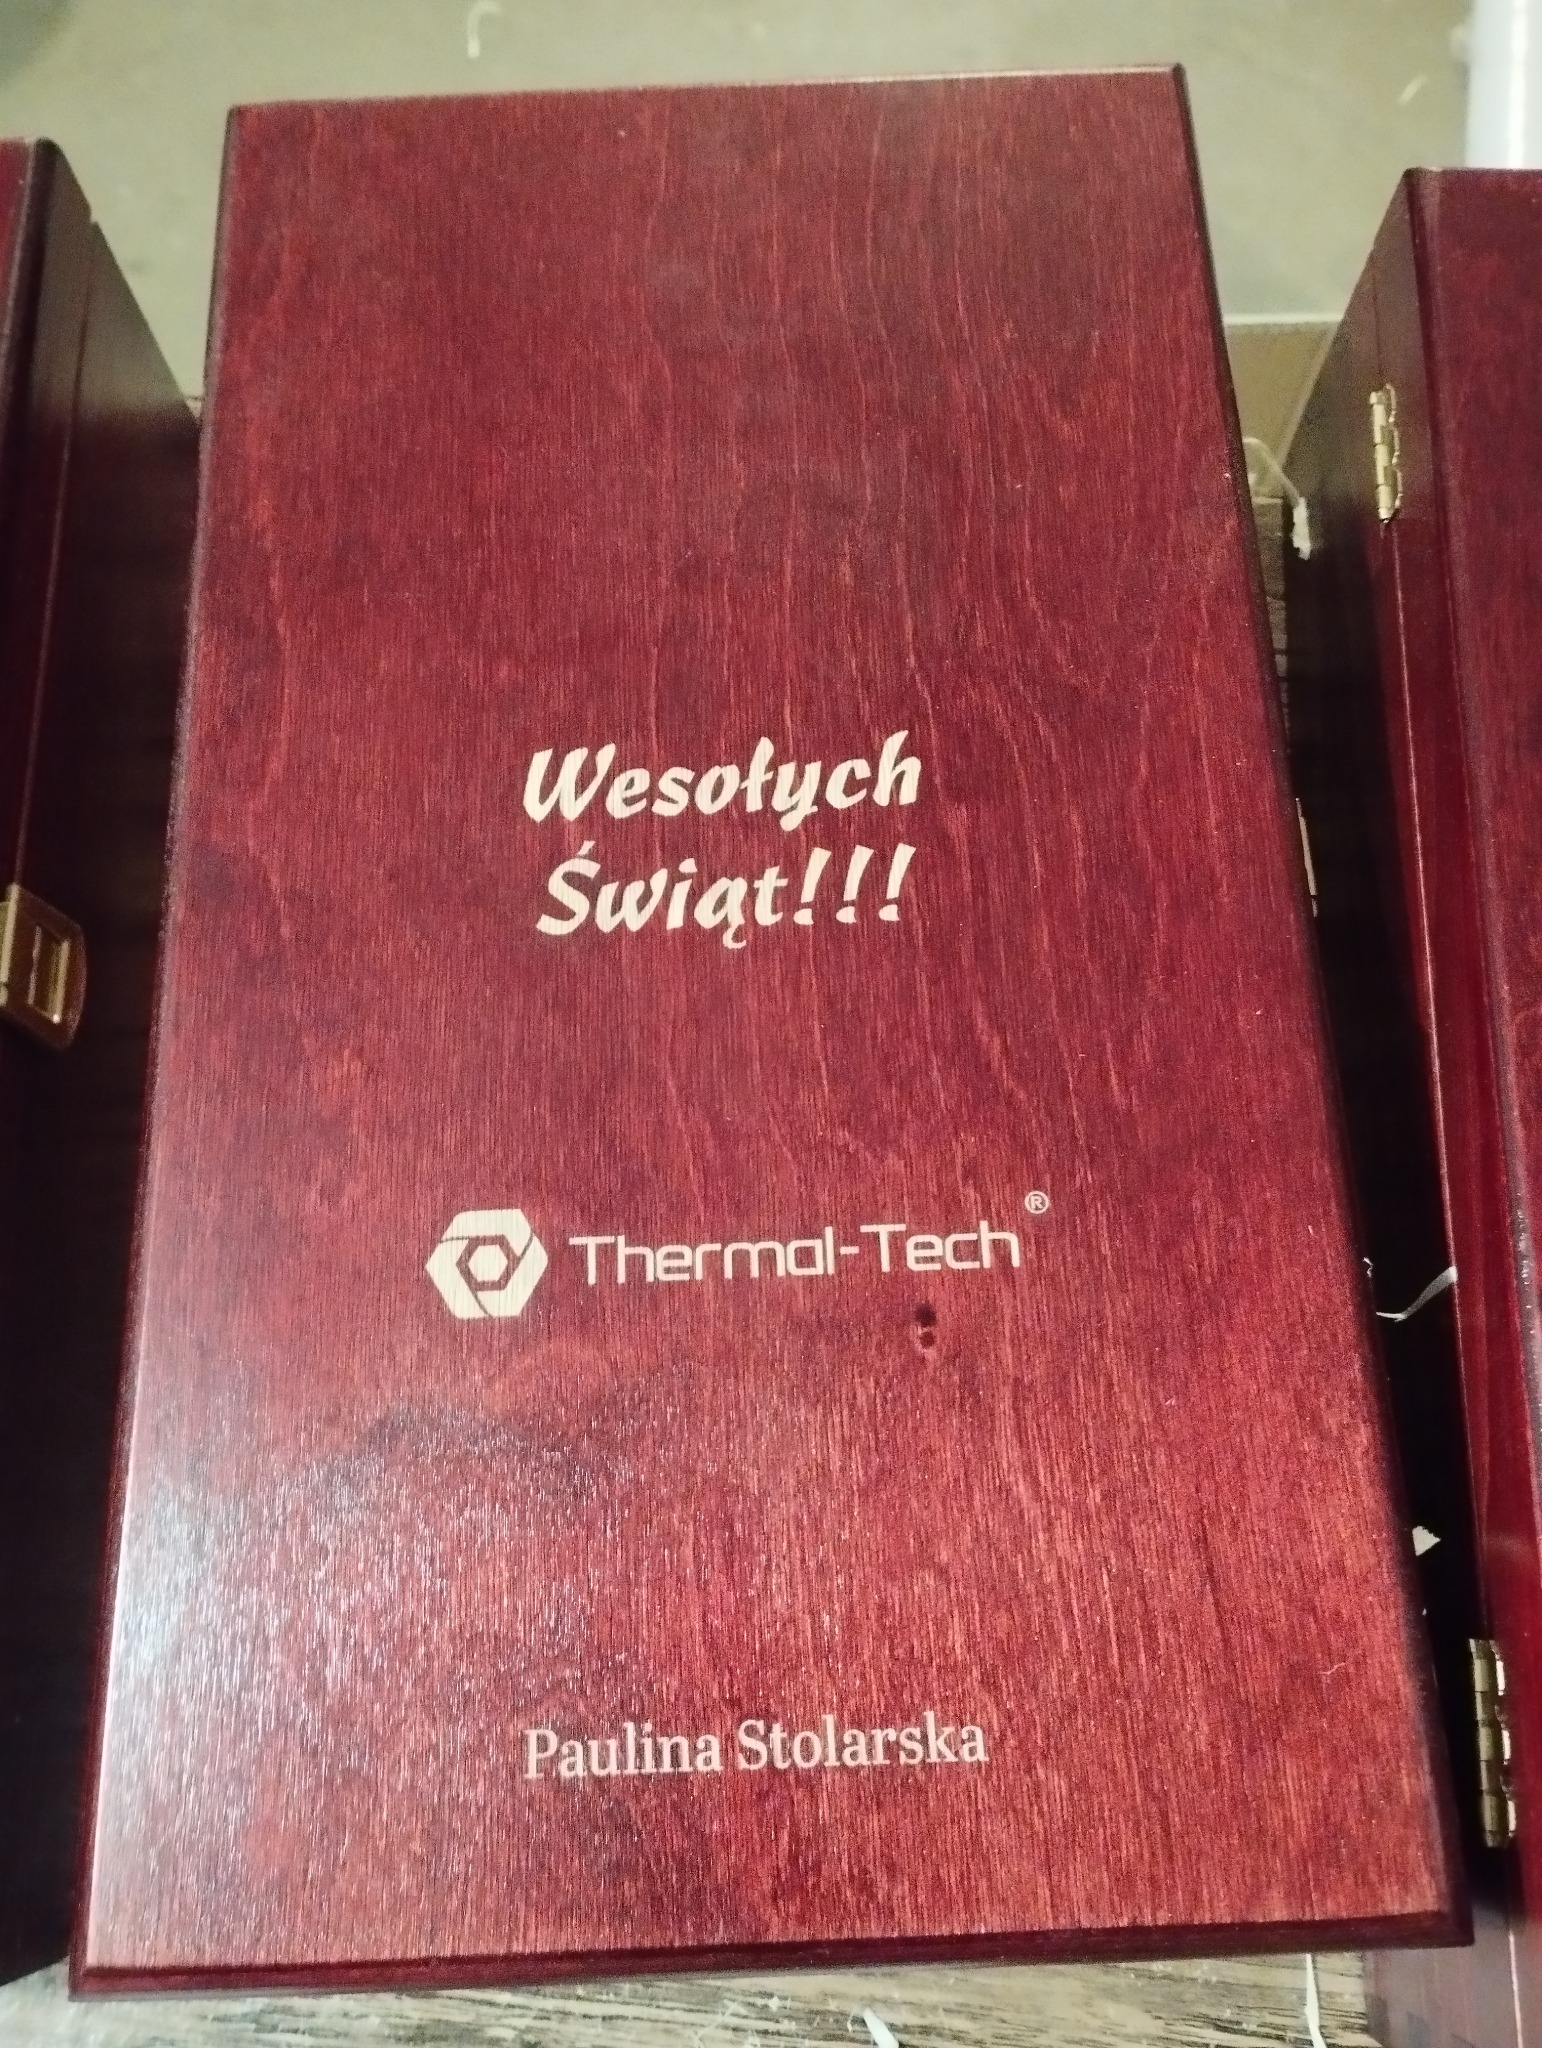 Wesołych
Świąt!!!
Thermal-Tech®
Paulina Stolarska